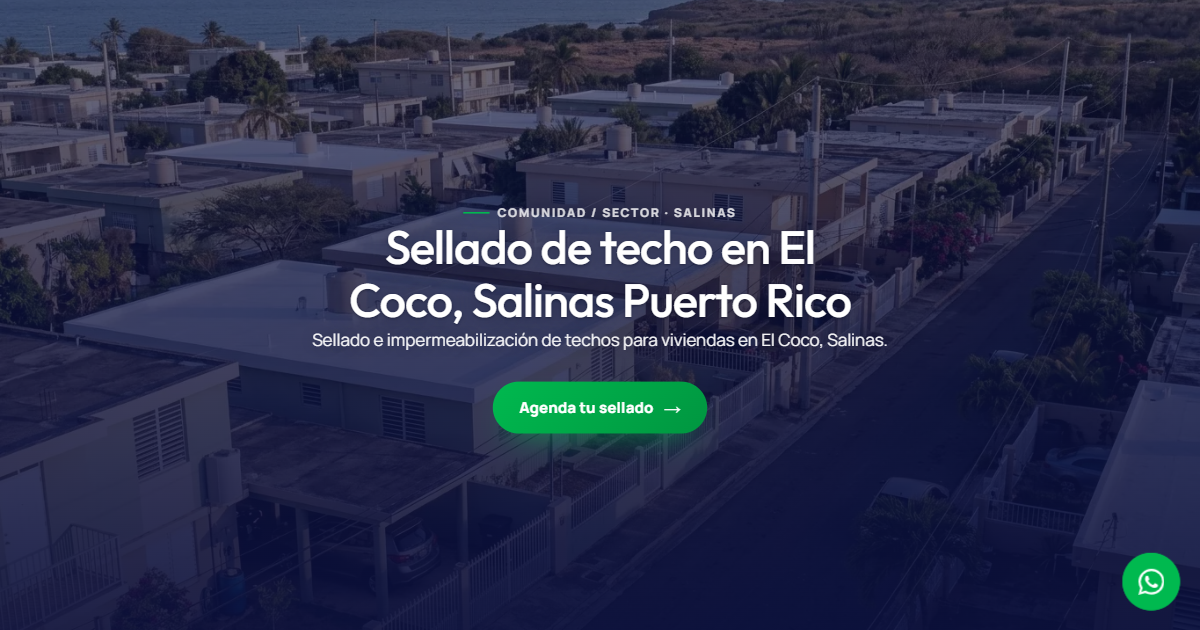 COMUNIDAD / SECTOR · SALINAS
Sellado de techo en El
Coco, Salinas Puerto Rico
Sellado e impermeabilización de techos para viviendas en El Coco, Salinas.
Agenda tu sellado →